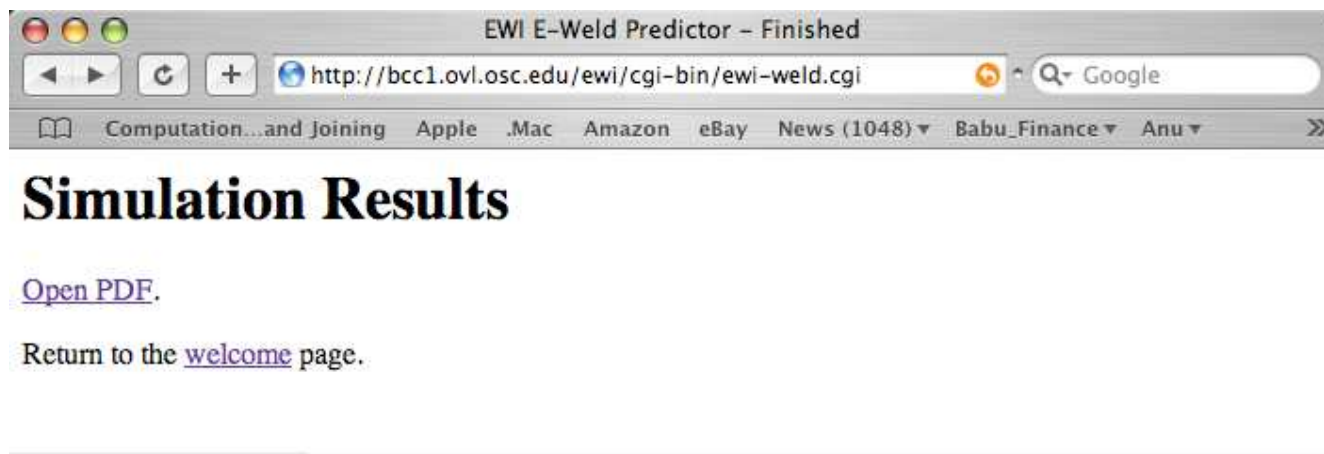 EWI E-Weld Predictor – Finished
http://bcc1.ovl.osc.edu/ewi/cgi-bin/ewi-weld.cgi
Google
Computation...and Joining Apple .Mac Amazon eBay News (1048) Babu_Finance Anu
Simulation Results
Open PDF.
Return to the welcome page.